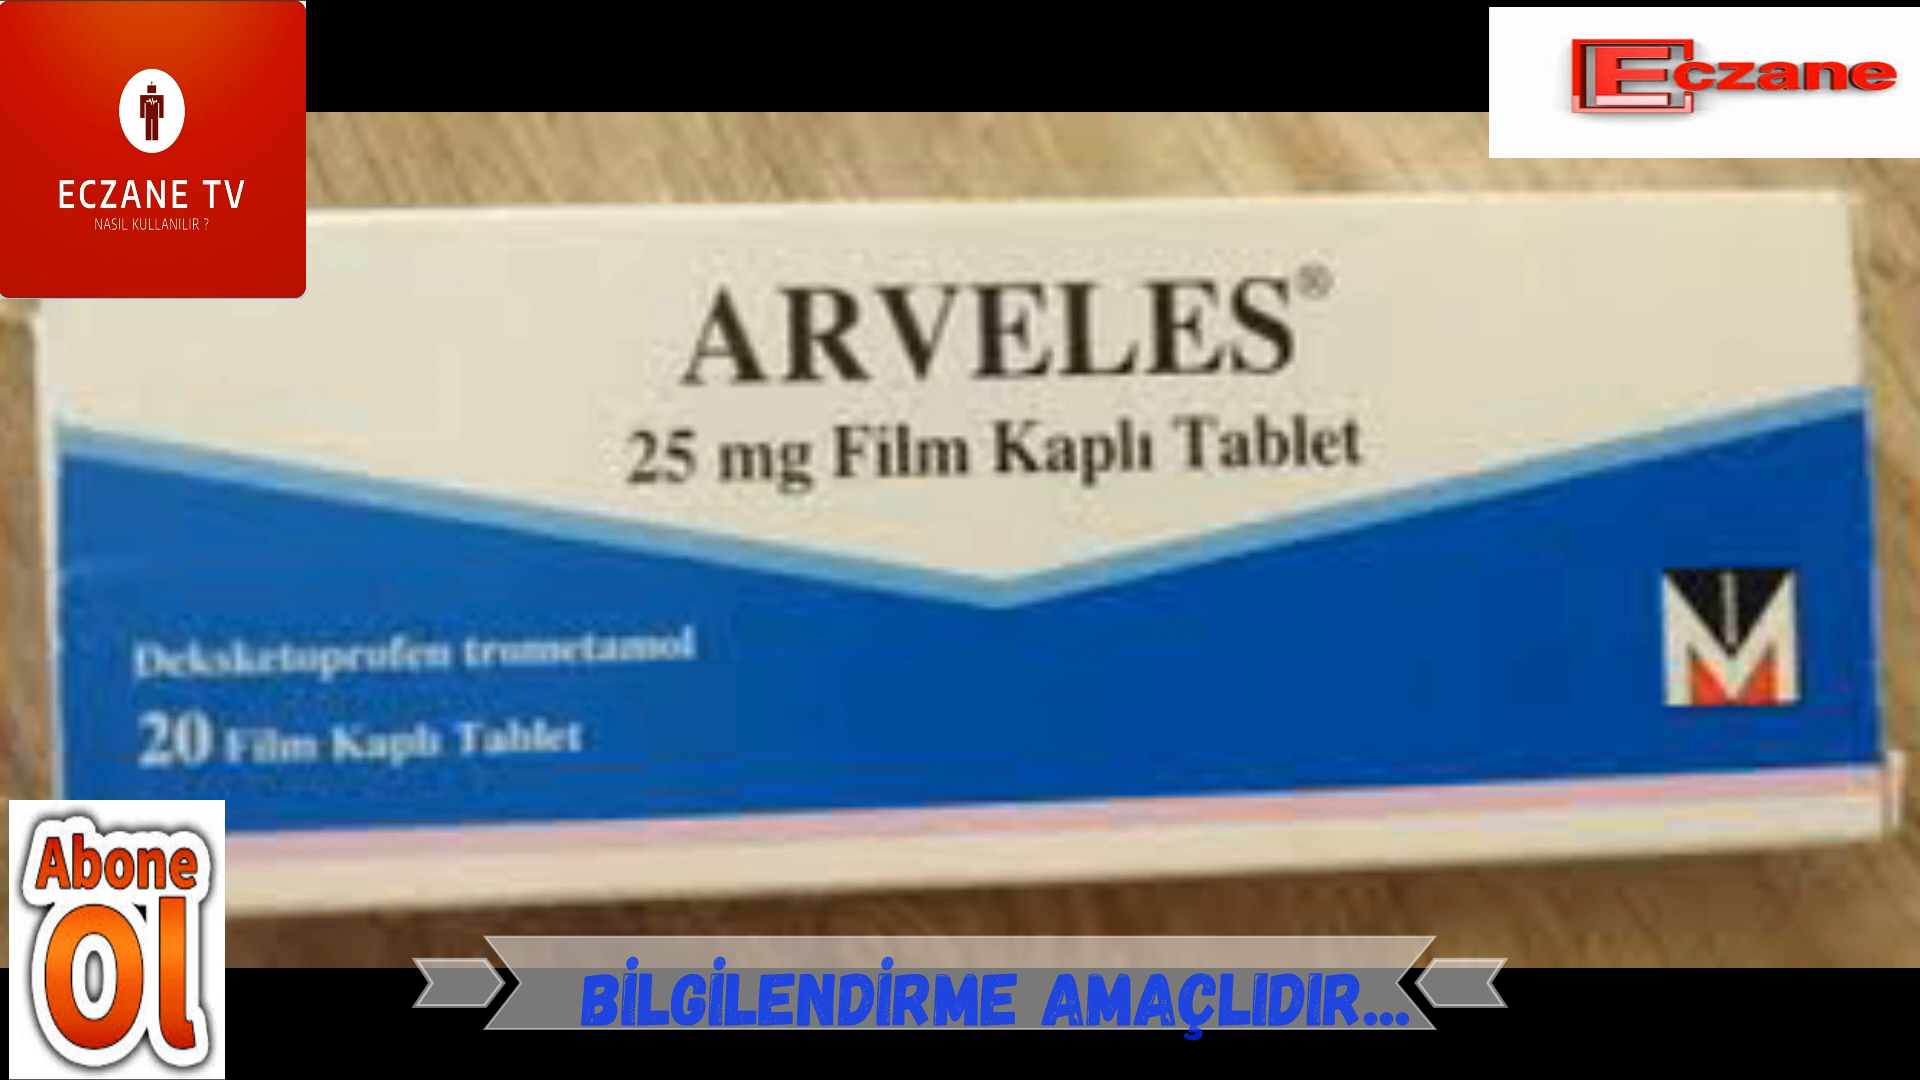 ECZANE TV
NASIL KULLANILIR ?
Eczane
ARVELES®
25 mg Film Kaplı Tablet
Deksketoprofen trometamol
20 Film Kaplı Tablet
Abone
Ol
BİLGİLENDİRME AMAÇLIDIR...